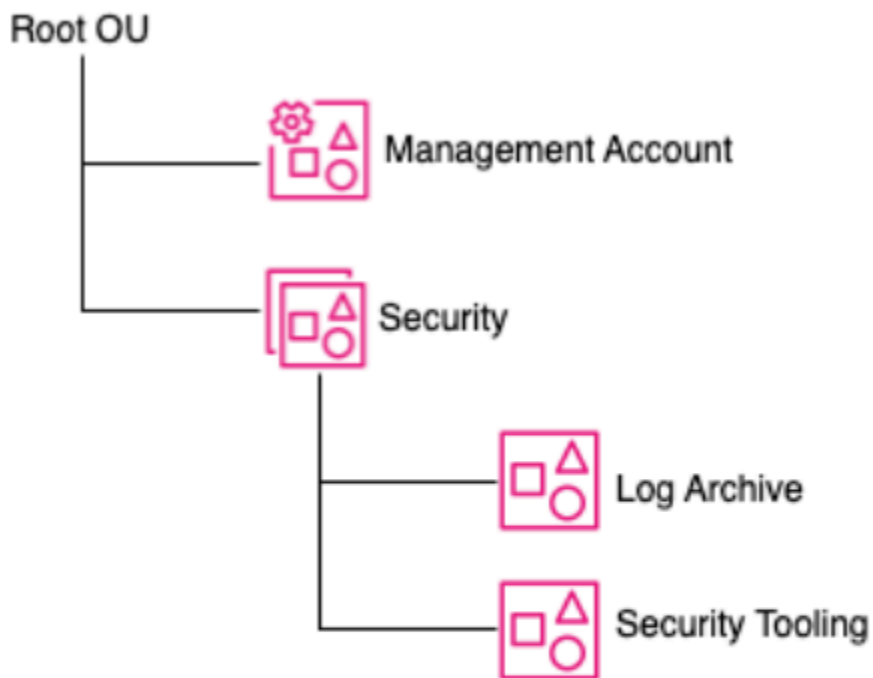 Root OU
Management Account
Security
Log Archive
Security Tooling